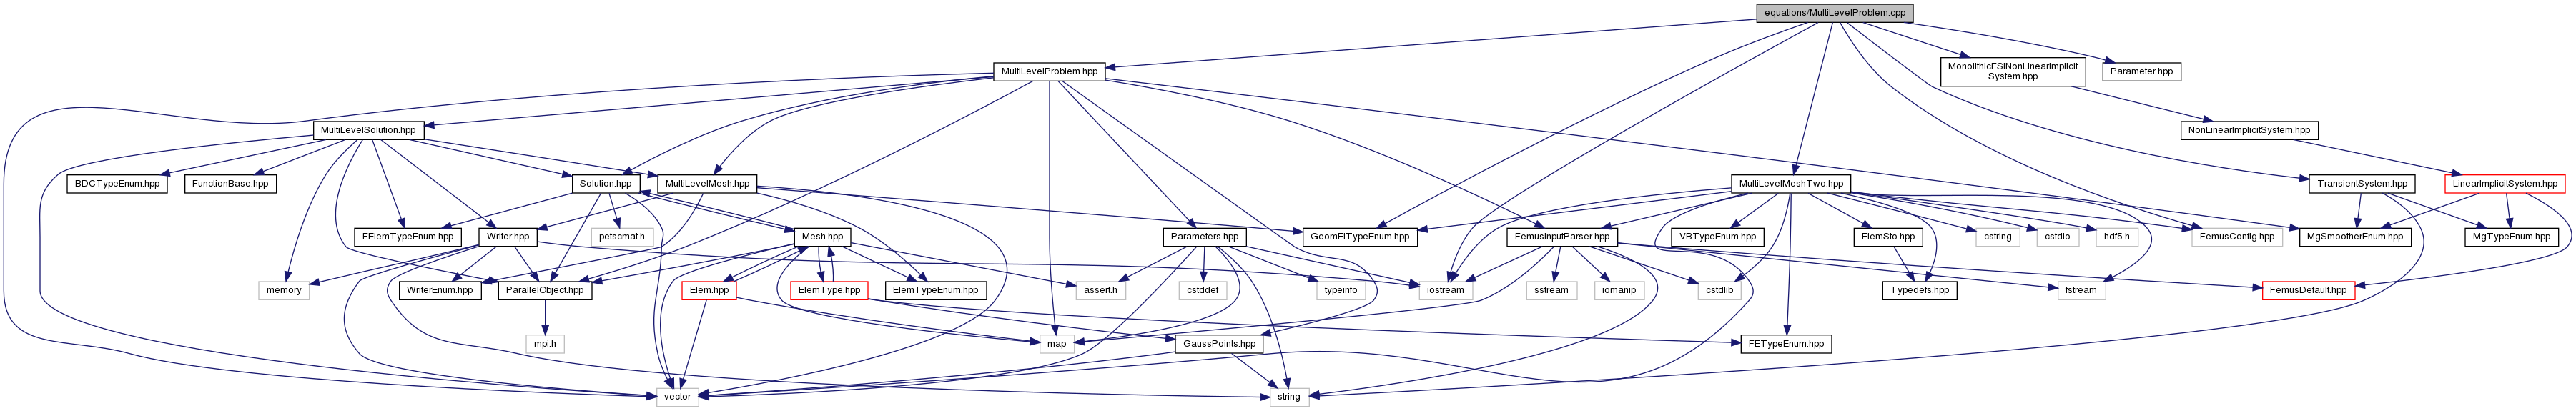 equations/MultiLevelProblem.cpp
MultiLevelProblem.hpp
MonolithicFSINonLinearImplicit
System.hpp
Parameter.hpp
MultiLevelSolution.hpp
NonLinearImplicitSystem.hpp
BDCTypeEnum.hpp
FunctionBase.hpp
Solution.hpp
MultiLevelMesh.hpp
MultiLevelMeshTwo.hpp
TransientSystem.hpp
LinearImplicitSystem.hpp
FElemTypeEnum.hpp
Writer.hpp
petscmat.h
Mesh.hpp
Parameters.hpp
GeomElTypeEnum.hpp
FemusInputParser.hpp
VBTypeEnum.hpp
ElemSto.hpp
cstring
cstdio
hdf5.h
FemusConfig.hpp
MgSmootherEnum.hpp
MgTypeEnum.hpp
memory
WriterEnum.hpp
ParallelObject.hpp
Elem.hpp
ElemType.hpp
ElemTypeEnum.hpp
assert.h
cstddef
typeinfo
iostream
sstream
iomanip
cstdlib
Typedefs.hpp
fstream
FemusDefault.hpp
mpi.h
map
GaussPoints.hpp
FETypeEnum.hpp
vector
string